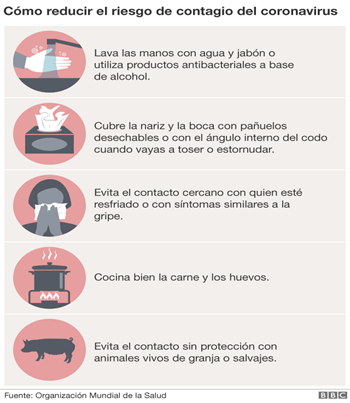 Cómo reducir el riesgo de contagio del coronavirus
Lava las manos con agua y jabón o
utiliza productos antibacteriales a base
de alcohol.
Cubre la nariz y la boca con pañuelos
desechables o con el ángulo interno del codo
cuando vayas a toser o estornudar.
Evita el contacto cercano con quien esté
resfriado o con síntomas similares a la
gripe.
Cocina bien la carne y los huevos.
Evita el contacto sin protección con
animales vivos de granja o salvajes.
Fuente: Organización Mundial de la Salud
BBC